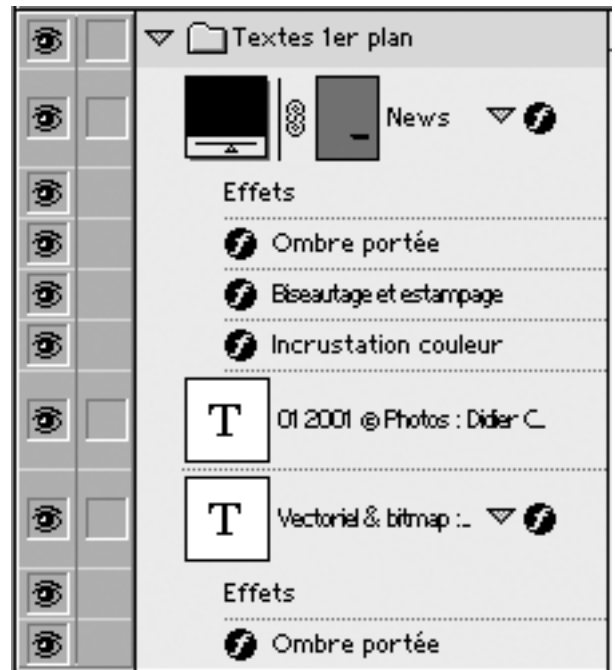 Textes 1er plan
News
Effets
Ombre portée
Biseautage et estampage
Incrustation couleur
T
01 2001 © Photos : Didier C...
T
Vectoriel & bitmap :...
Effets
Ombre portée